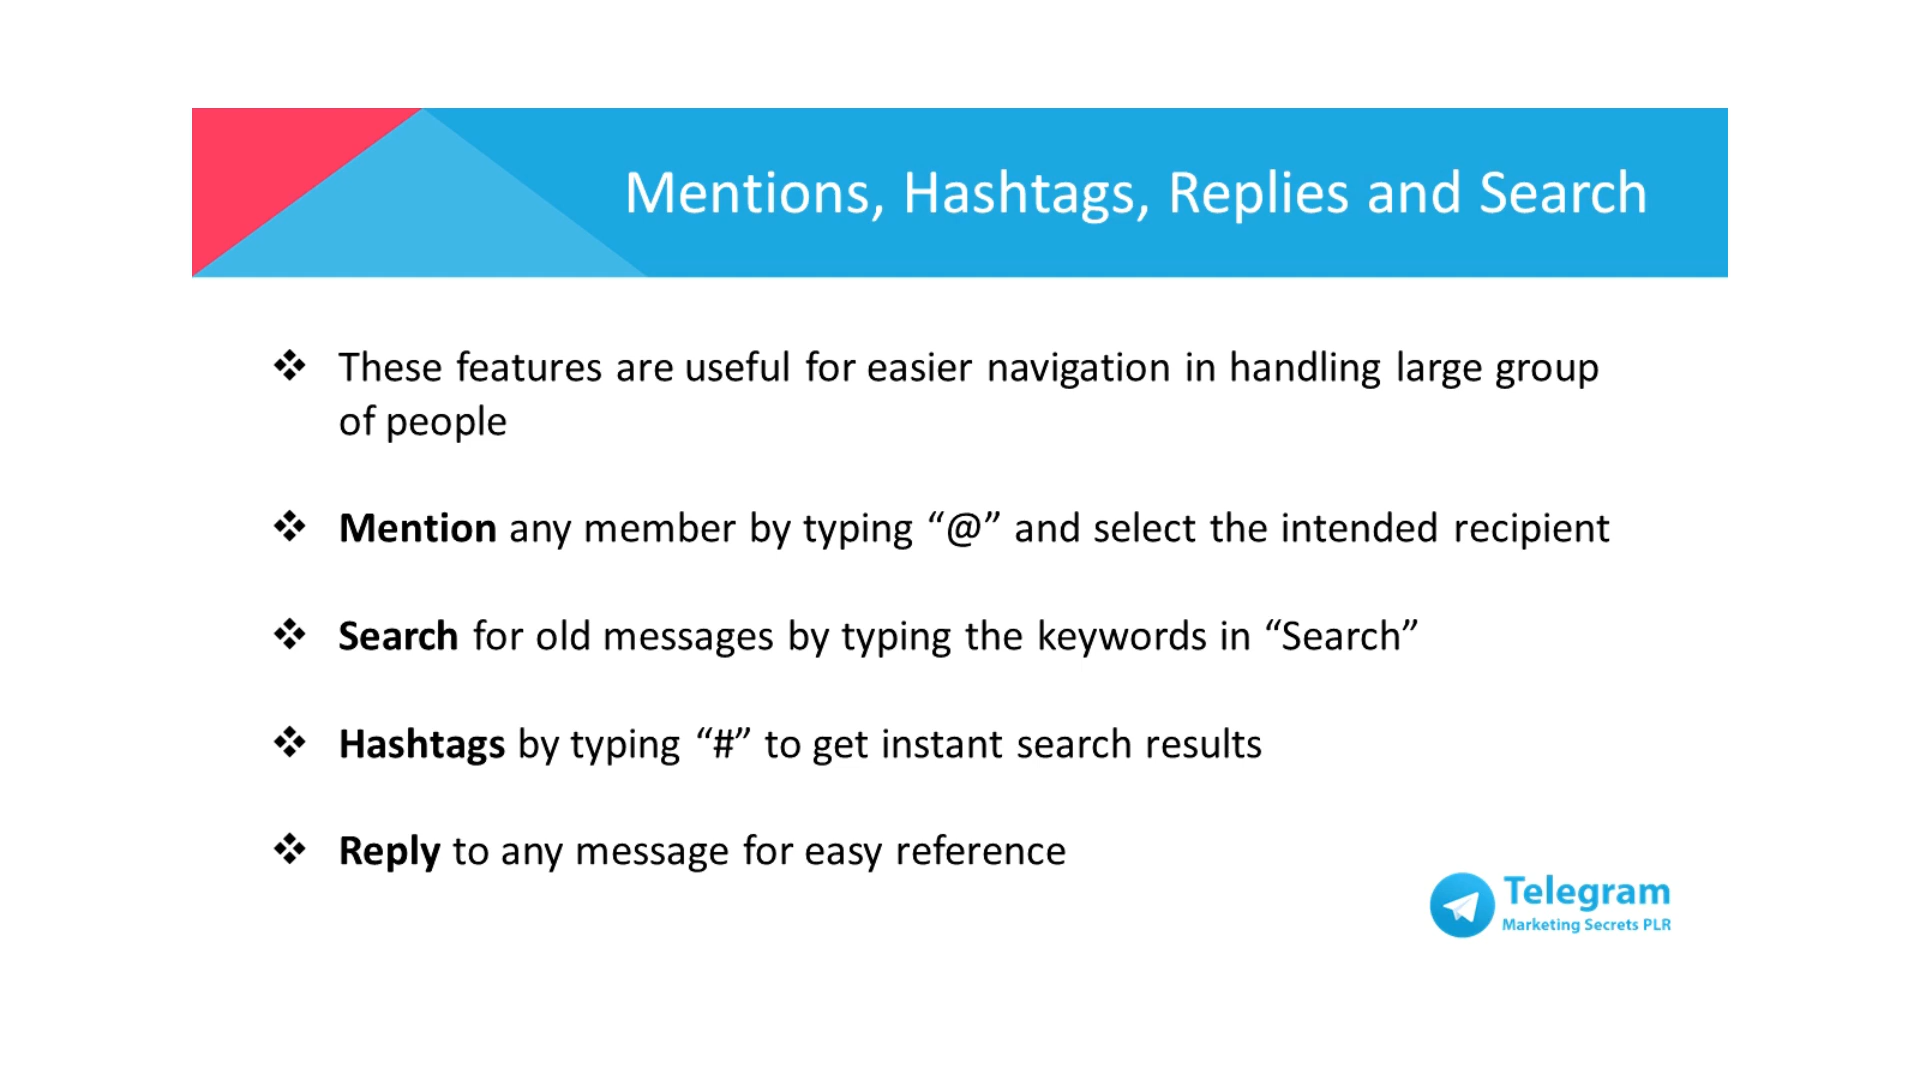 Mentions, Hashtags, Replies and Search
❖ These features are useful for easier navigation in handling large group
of people
❖ Mention any member by typing “@” and select the intended recipient
❖ Search for old messages by typing the keywords in “Search”
❖ Hashtags by typing “#” to get instant search results
❖ Reply to any message for easy reference
Telegram
Marketing Secrets PLR